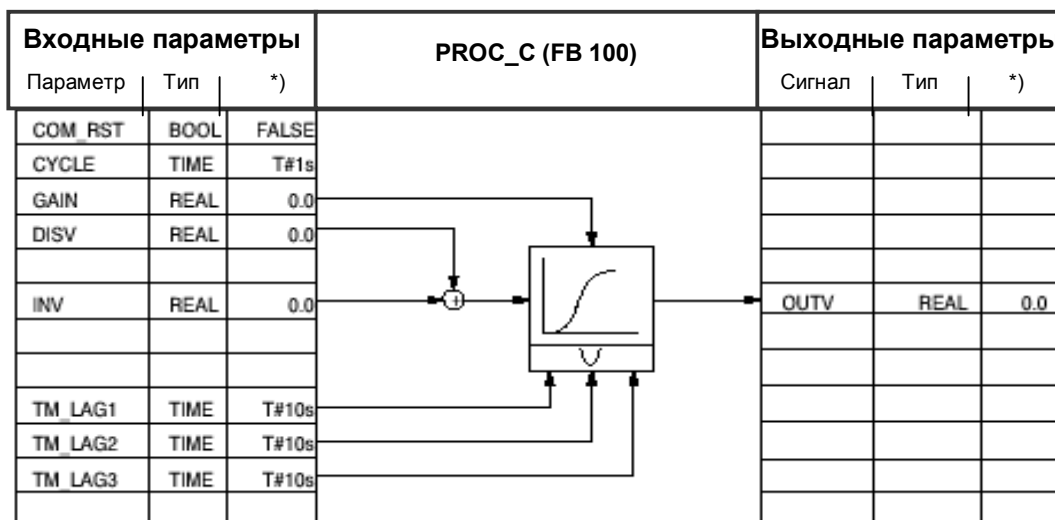 Входные параметры
PROC_C (FB 100)
Выходные параметры
Параметр Тип *)
Сигнал Тип *)
COM_RST BOOL FALSE
CYCLE TIME T#1s
GAIN REAL 0.0
DISV REAL 0.0
+
INV REAL 0.0
OUTV REAL 0.0
TM_LAG1 TIME T#10s
TM_LAG2 TIME T#10s
TM_LAG3 TIME T#10s